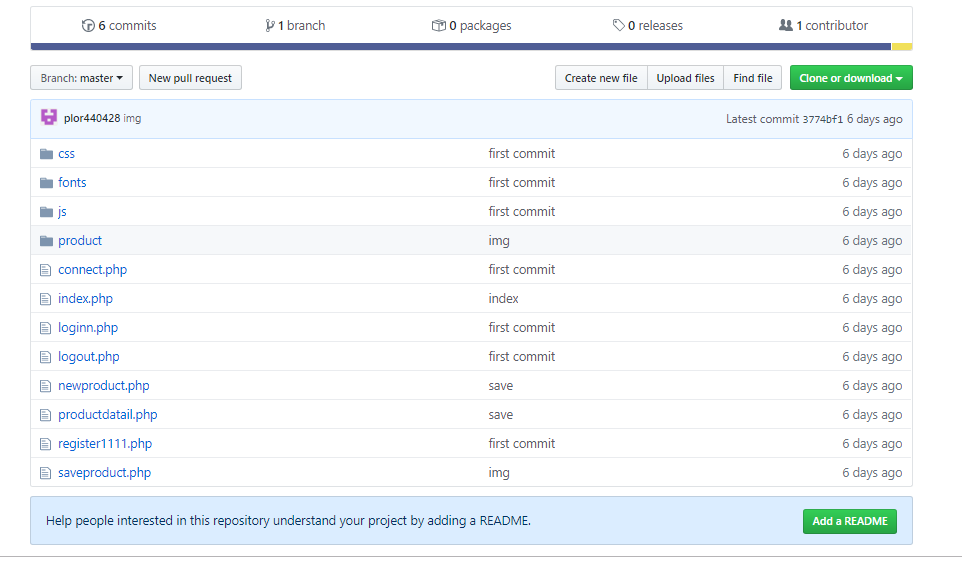 6 commits 1 branch 0 packages 0 releases 1 contributor
Branch: master New pull request Create new file Upload files Find file Clone or download
plor440428 img Latest commit 3774bf1 6 days ago
css first commit 6 days ago
fonts first commit 6 days ago
js first commit 6 days ago
product img 6 days ago
connect.php first commit 6 days ago
index.php index 6 days ago
loginn.php first commit 6 days ago
logout.php first commit 6 days ago
newproduct.php save 6 days ago
productdatail.php save 6 days ago
register1111.php first commit 6 days ago
saveproduct.php img 6 days ago
Help people interested in this repository understand your project by adding a README. Add a README